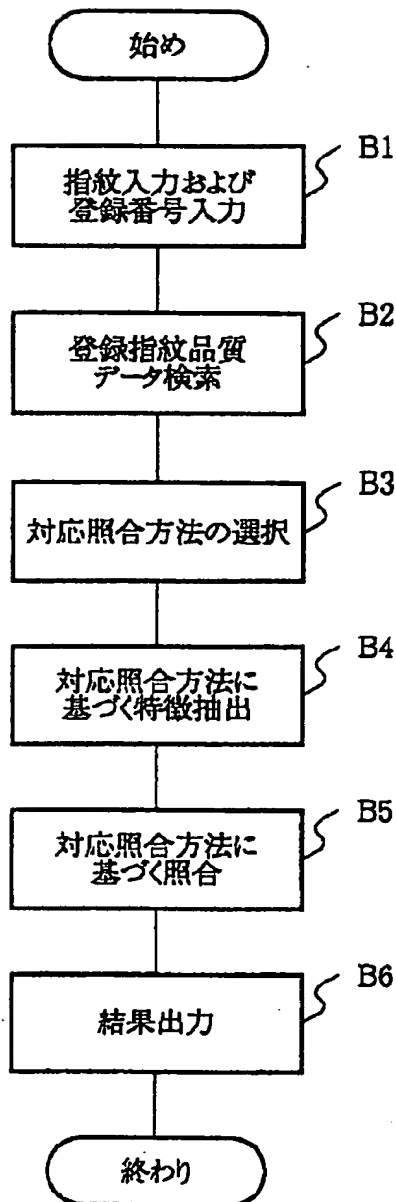 始め
B1
指紋入力および
登録番号入力
B2
登録指紋品質
データ検索
B3
対応照合方法の選択
B4
対応照合方法に
基づく特徴抽出
B5
対応照合方法に
基づく照合
B6
結果出力
終わり